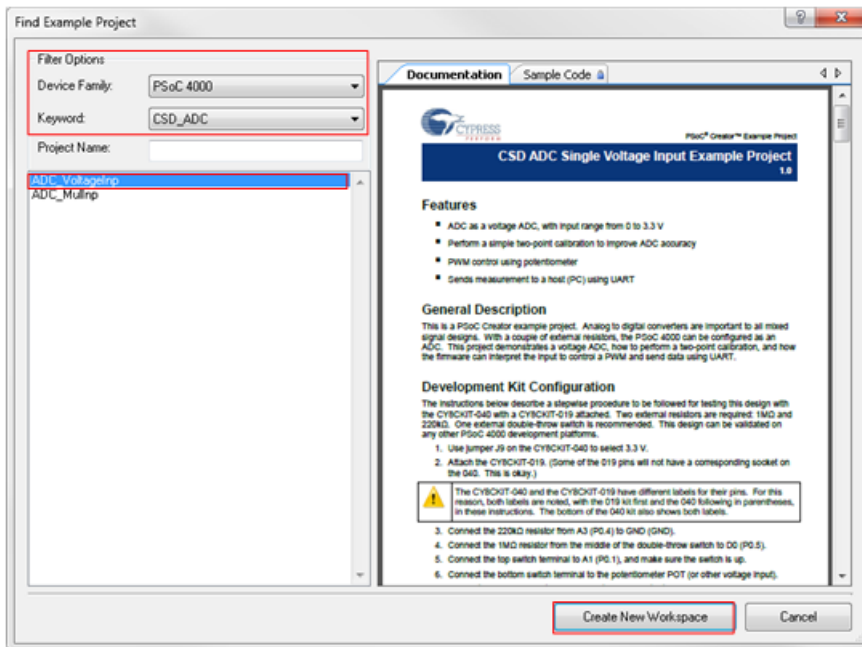 Find Example Project
Filter Options
Device Family:
PSoC 4000
Keyword:
CSD_ADC
Project Name:
ADC_VoltageInp
ADC_MulInp
Documentation
Sample Code
CYPRESS
PERFORM
PSoC® Creator™ Example Project
CSD ADC Single Voltage Input Example Project
1.0
Features
■ ADC as a voltage ADC, with input range from 0 to 3.3 V
■ Perform a simple two-point calibration to improve ADC accuracy
■ PWM control using potentiometer
■ Sends measurement to a host (PC) using UART
General Description
This is a PSoC Creator example project. Analog to digital converters are important to all mixed
signal designs. With a couple of external resistors, the PSoC 4000 can be configured as an
ADC. This project demonstrates a voltage ADC, how to perform a two-point calibration, and how
the firmware can interpret the input to control a PWM and send data using UART.
Development Kit Configuration
The instructions below describe a stepwise procedure to be followed for testing this design with
the CY8CKIT-040 with a CY8CKIT-019 attached. Two external resistors are required: 1MΩ and
220kΩ. One external double-throw switch is recommended. This design can be validated on
any other PSoC 4000 development platforms.
1. Use jumper J9 on the CY8CKIT-040 to select 3.3 V.
2. Attach the CY8CKIT-019. (Some of the 019 pins will not have a corresponding socket on
the 040. This is okay.)
The CY8CKIT-040 and the CY8CKIT-019 have different labels for their pins. For this
reason, both labels are noted, with the 019 kit first and the 040 following in parentheses,
in these instructions. The bottom of the 040 kit also shows both labels.
3. Connect the 220kΩ resistor from A3 (P0.4) to GND (GND).
4. Connect the 1MΩ resistor from the middle of the double-throw switch to D0 (P0.5).
5. Connect the top switch terminal to A1 (P0.1), and make sure the switch is up.
6. Connect the bottom switch terminal to the potentiometer POT (or other voltage input).
Create New Workspace
Cancel